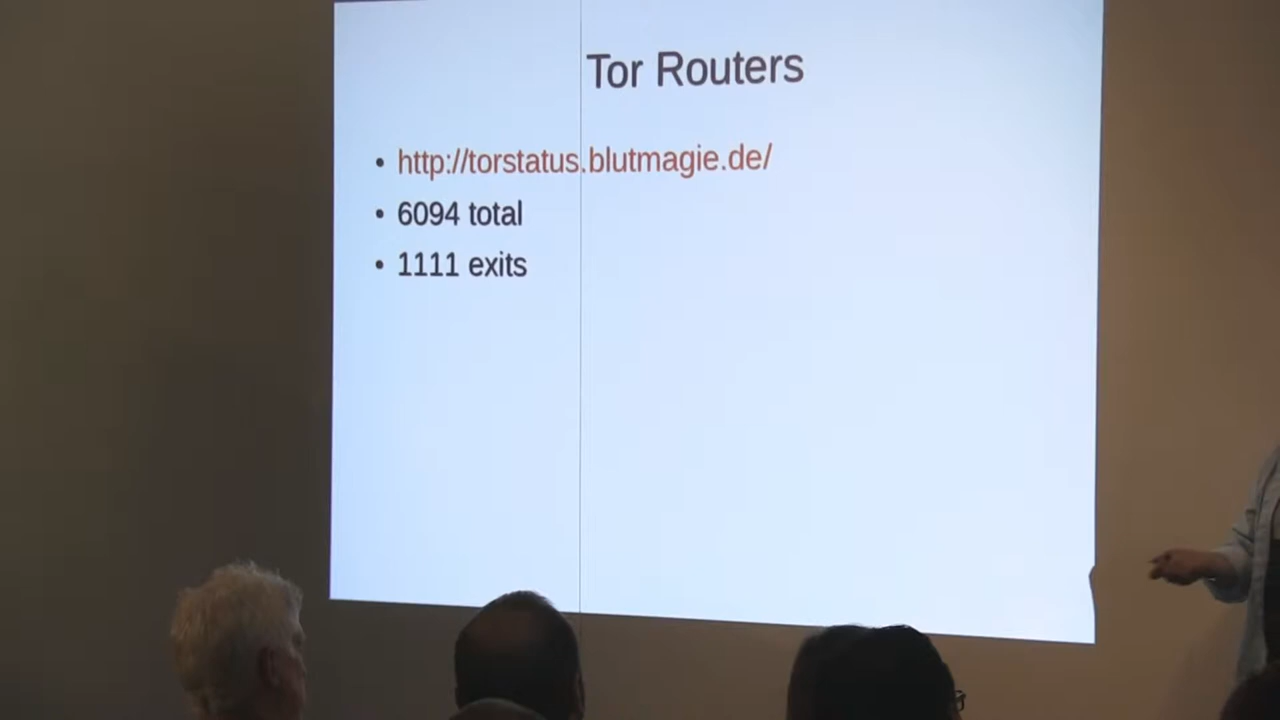 Tor Routers
• http://torstatus.blutmagie.de/
• 6094 total
• 1111 exits